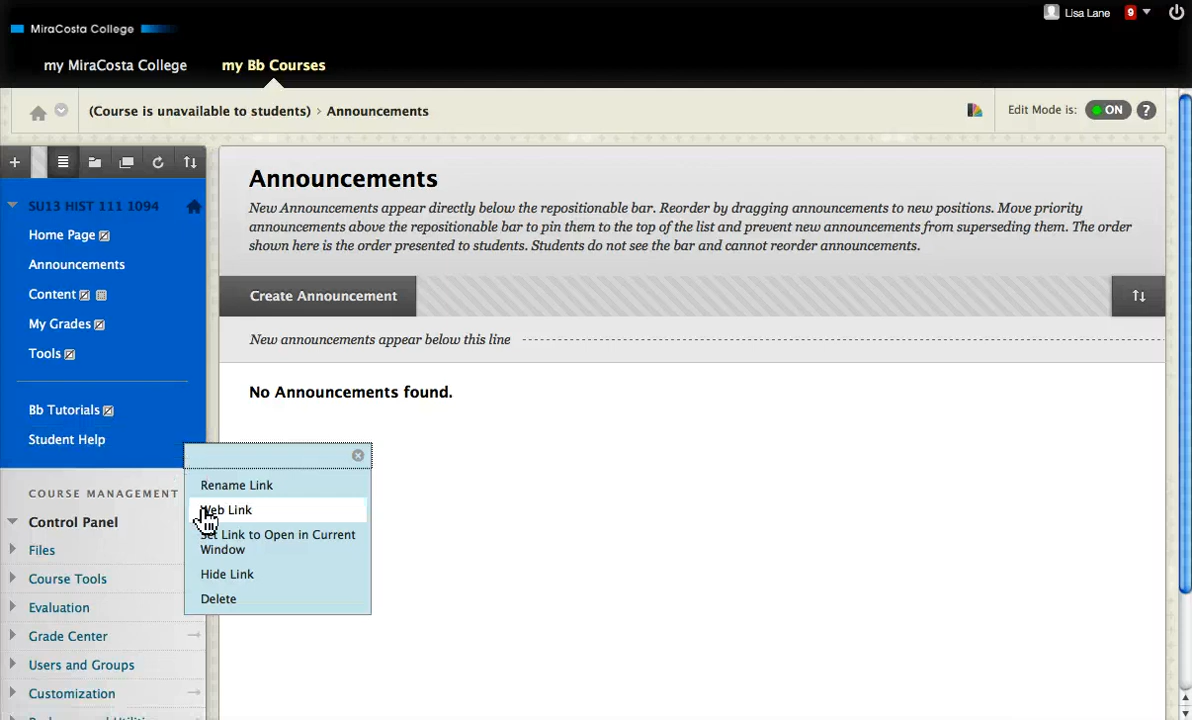 MiraCosta College
Lisa Lane 9
my MiraCosta College my Bb Courses
(Course is unavailable to students) > Announcements
Edit Mode is: ON ?
SU13 HIST 111 1094
Home Page
Announcements
Content
My Grades
Tools
Bb Tutorials
Student Help
COURSE MANAGEMENT
Control Panel
Files
Course Tools
Evaluation
Grade Center
Users and Groups
Customization
Announcements
New Announcements appear directly below the repositionable bar. Reorder by dragging announcements to new positions. Move priority
announcements above the repositionable bar to pin them to the top of the list and prevent new announcements from superseding them. The order
shown here is the order presented to students. Students do not see the bar and cannot reorder announcements.
Create Announcement
New announcements appear below this line
No Announcements found.
Rename Link
Web Link
Set Link to Open in Current
Window
Hide Link
Delete